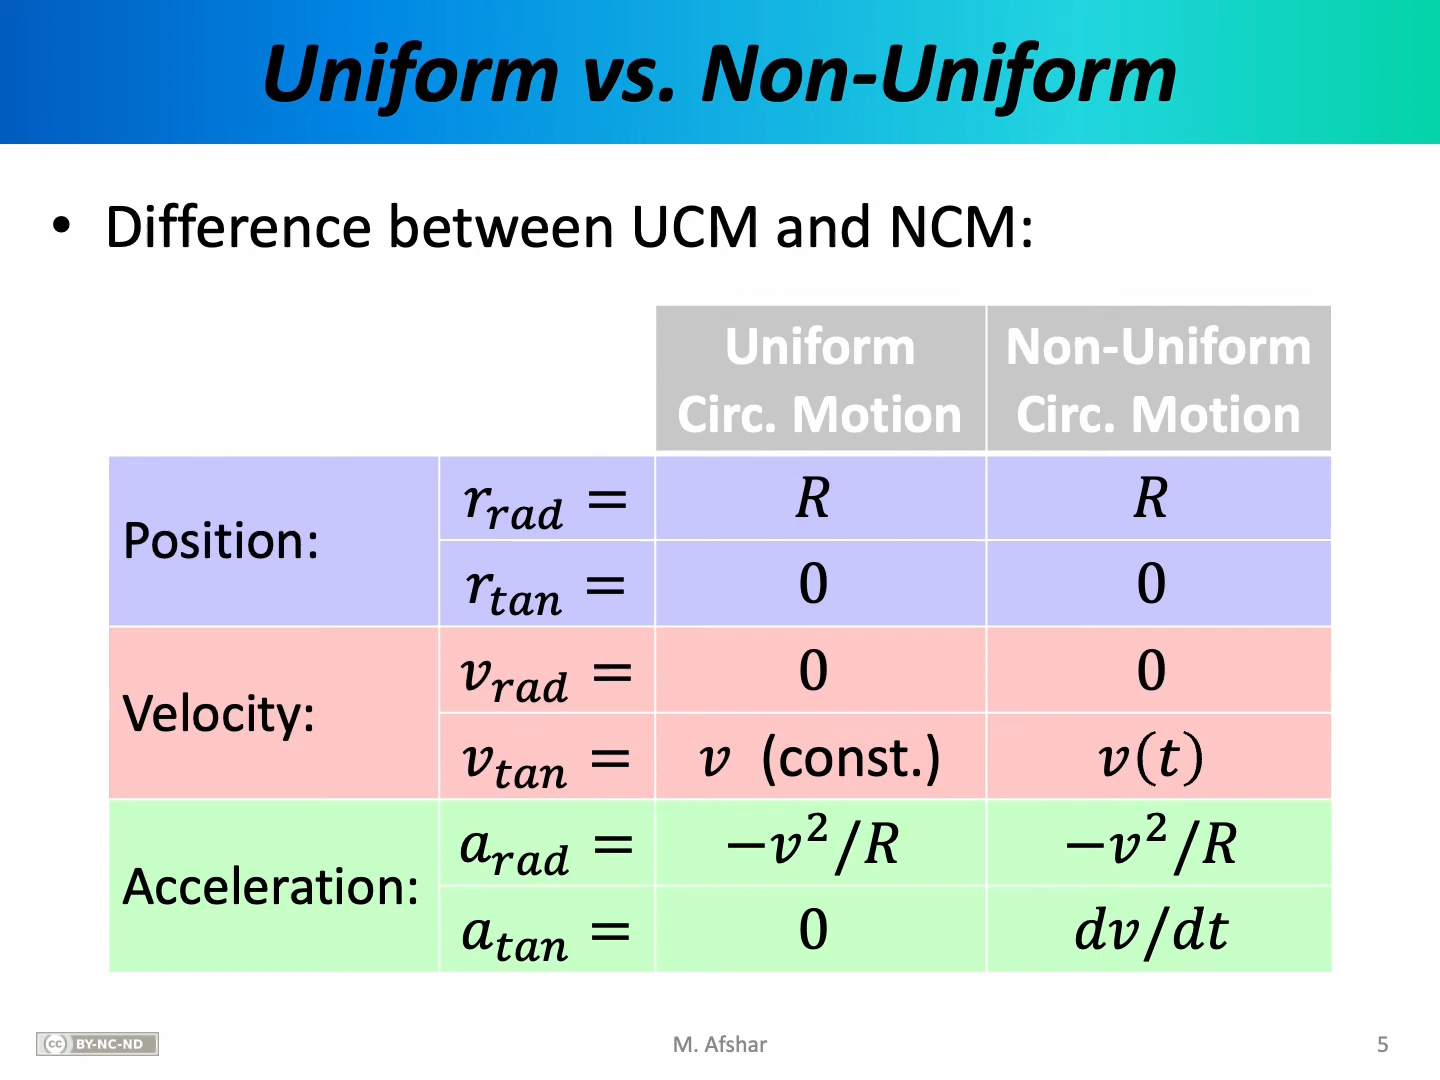 Uniform vs. Non-Uniform
• Difference between UCM and NCM:
Uniform Circ. Motion
Non-Uniform Circ. Motion
Position:
r_rad = R R
r_tan = 0 0
Velocity:
v_rad = 0 0
v_tan = v (const.) v(t)
Acceleration:
a_rad = −v²/R −v²/R
a_tan = 0 dv/dt
cc BY-NC-ND
M. Afshar
5